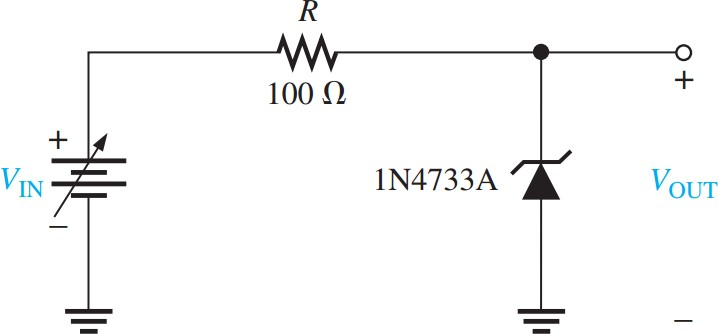 R
100 Ω
+
V_IN
−
1N4733A
+
V_OUT
−